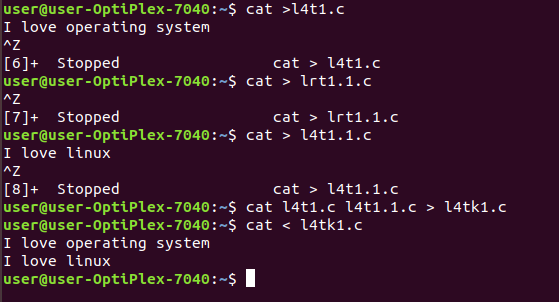 user@user-OptiPlex-7040:~$ cat >l4t1.c
I love operating system
^Z
[6]+  Stopped                 cat > l4t1.c
user@user-OptiPlex-7040:~$ cat > lrt1.1.c
^Z
[7]+  Stopped                 cat > lrt1.1.c
user@user-OptiPlex-7040:~$ cat > l4t1.1.c
I love linux
^Z
[8]+  Stopped                 cat > l4t1.1.c
user@user-OptiPlex-7040:~$ cat l4t1.c l4t1.1.c > l4tk1.c
user@user-OptiPlex-7040:~$ cat < l4tk1.c
I love operating system
I love linux
user@user-OptiPlex-7040:~$